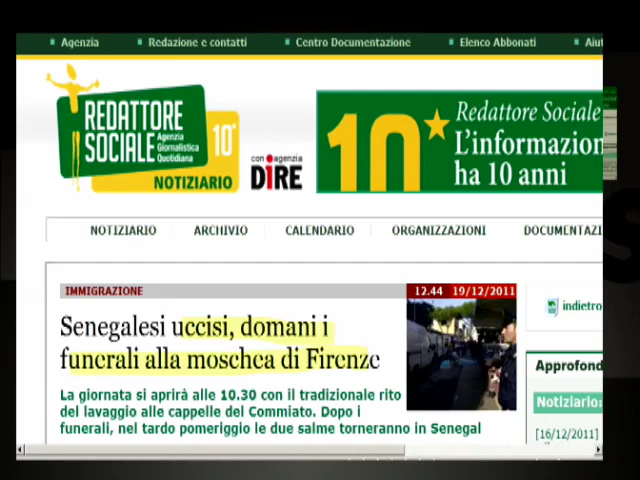 Agenzia Redazione e contatti Centro Documentazione Elenco Abbonati Aiut
REDATTORE
SOCIALE
Agenzia
Giornalistica
Quotidiana
10°
NOTIZIARIO
con agenzia
DiRE
10
Redattore Sociale
L'informazion
ha 10 anni
NOTIZIARIO ARCHIVIO CALENDARIO ORGANIZZAZIONI DOCUMENTAZI
IMMIGRAZIONE
12.44 19/12/2011
Senegalesi uccisi, domani i
funerali alla moschea di Firenze
La giornata si aprirà alle 10.30 con il tradizionale rito
del lavaggio alle cappelle del Commiato. Dopo i
funerali, nel tardo pomeriggio le due salme torneranno in Senegal
indietro
Approfond
Notiziario:
[16/12/2011]